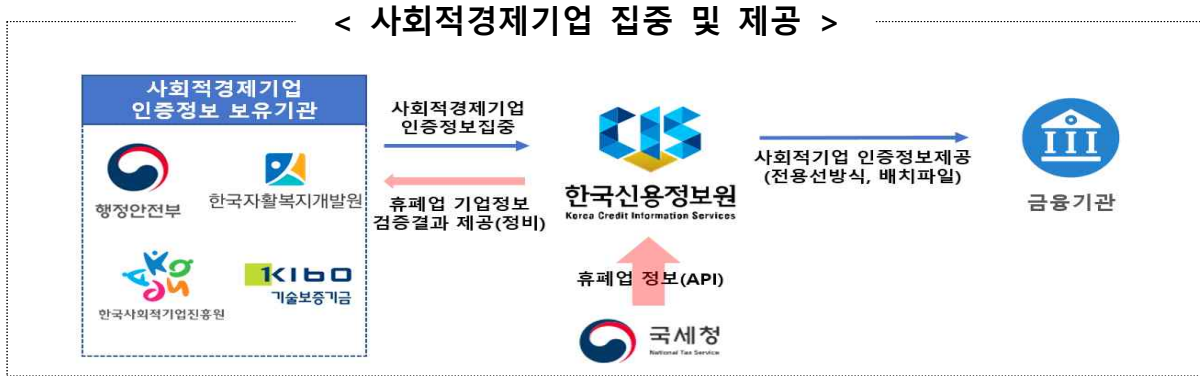 < 사회적경제기업 집중 및 제공 >
사회적경제기업
인증정보 보유기관
행정안전부
한국자활복지개발원
한국사회적기업진흥원
KIBO
기술보증기금
사회적경제기업
인증정보집중
휴폐업 기업정보
검증결과 제공(정비)
CIS
한국신용정보원
Korea Credit Information Services
휴폐업 정보(API)
국세청
National Tax Service
사회적기업 인증정보제공
(전용선방식, 배치파일)
금융기관